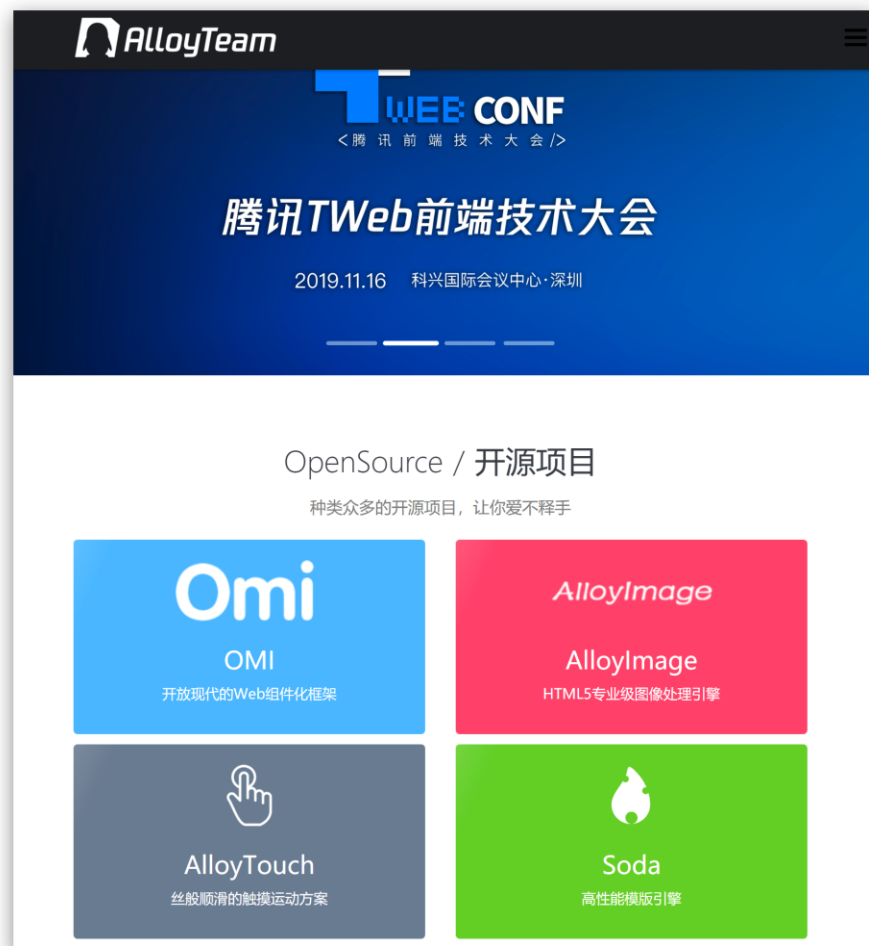 AlloyTeam
WEB CONF
<腾讯前端技术大会/>
腾讯TWeb前端技术大会
2019.11.16 科兴国际会议中心·深圳
OpenSource / 开源项目
种类众多的开源项目，让你爱不释手
Omi
OMI
开放现代的Web组件化框架
AlloyImage
AlloyImage
HTML5专业级图像处理引擎
AlloyTouch
丝般顺滑的触摸运动方案
Soda
高性能模版引擎